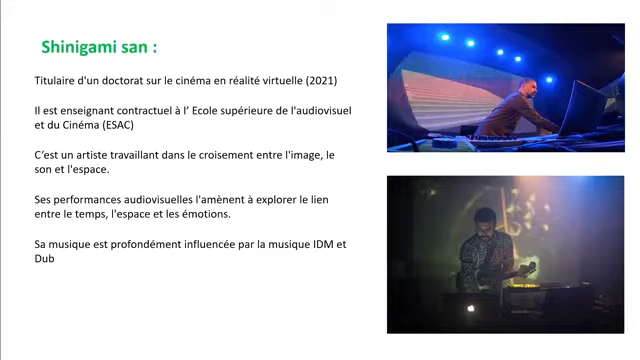 Shinigami san :
Titulaire d'un doctorat sur le cinéma en réalité virtuelle (2021)
Il est enseignant contractuel à l’ Ecole supérieure de l'audiovisuel
et du Cinéma (ESAC)
C’est un artiste travaillant dans le croisement entre l'image, le
son et l'espace.
Ses performances audiovisuelles l'amènent à explorer le lien
entre le temps, l'espace et les émotions.
Sa musique est profondément influencée par la musique IDM et
Dub